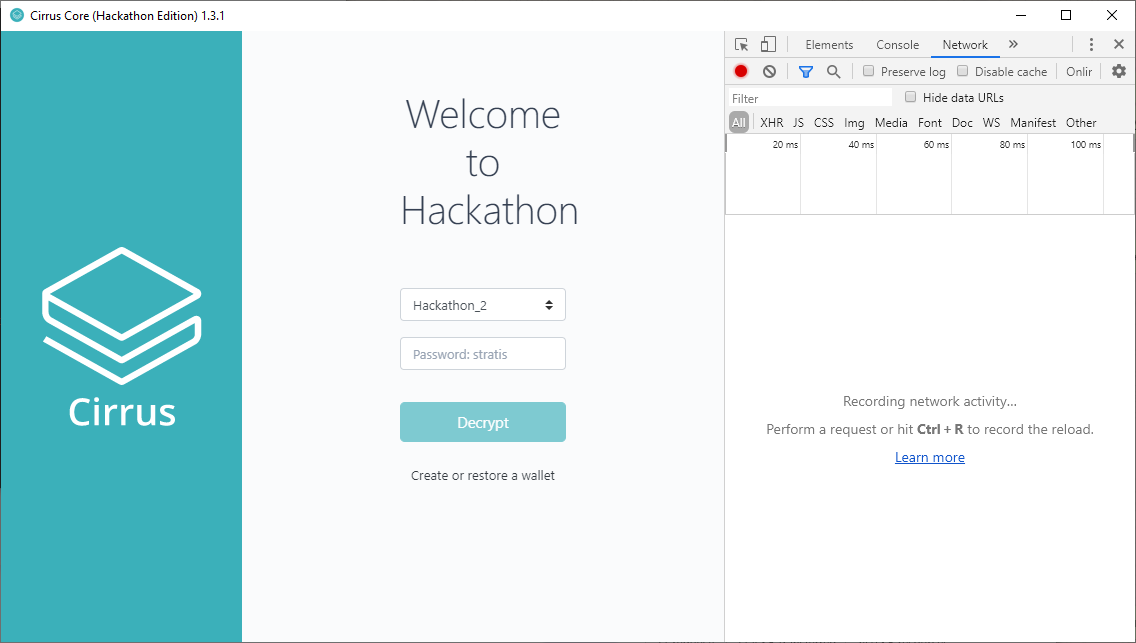 Cirrus Core (Hackathon Edition) 1.3.1
Cirrus
Welcome
to
Hackathon
Hackathon_2
Password: stratis
Decrypt
Create or restore a wallet
Elements Console Network »
Preserve log Disable cache Onlir
Filter Hide data URLs
All XHR JS CSS Img Media Font Doc WS Manifest Other
20 ms 40 ms 60 ms 80 ms 100 ms
Recording network activity…
Perform a request or hit Ctrl + R to record the reload.
Learn more